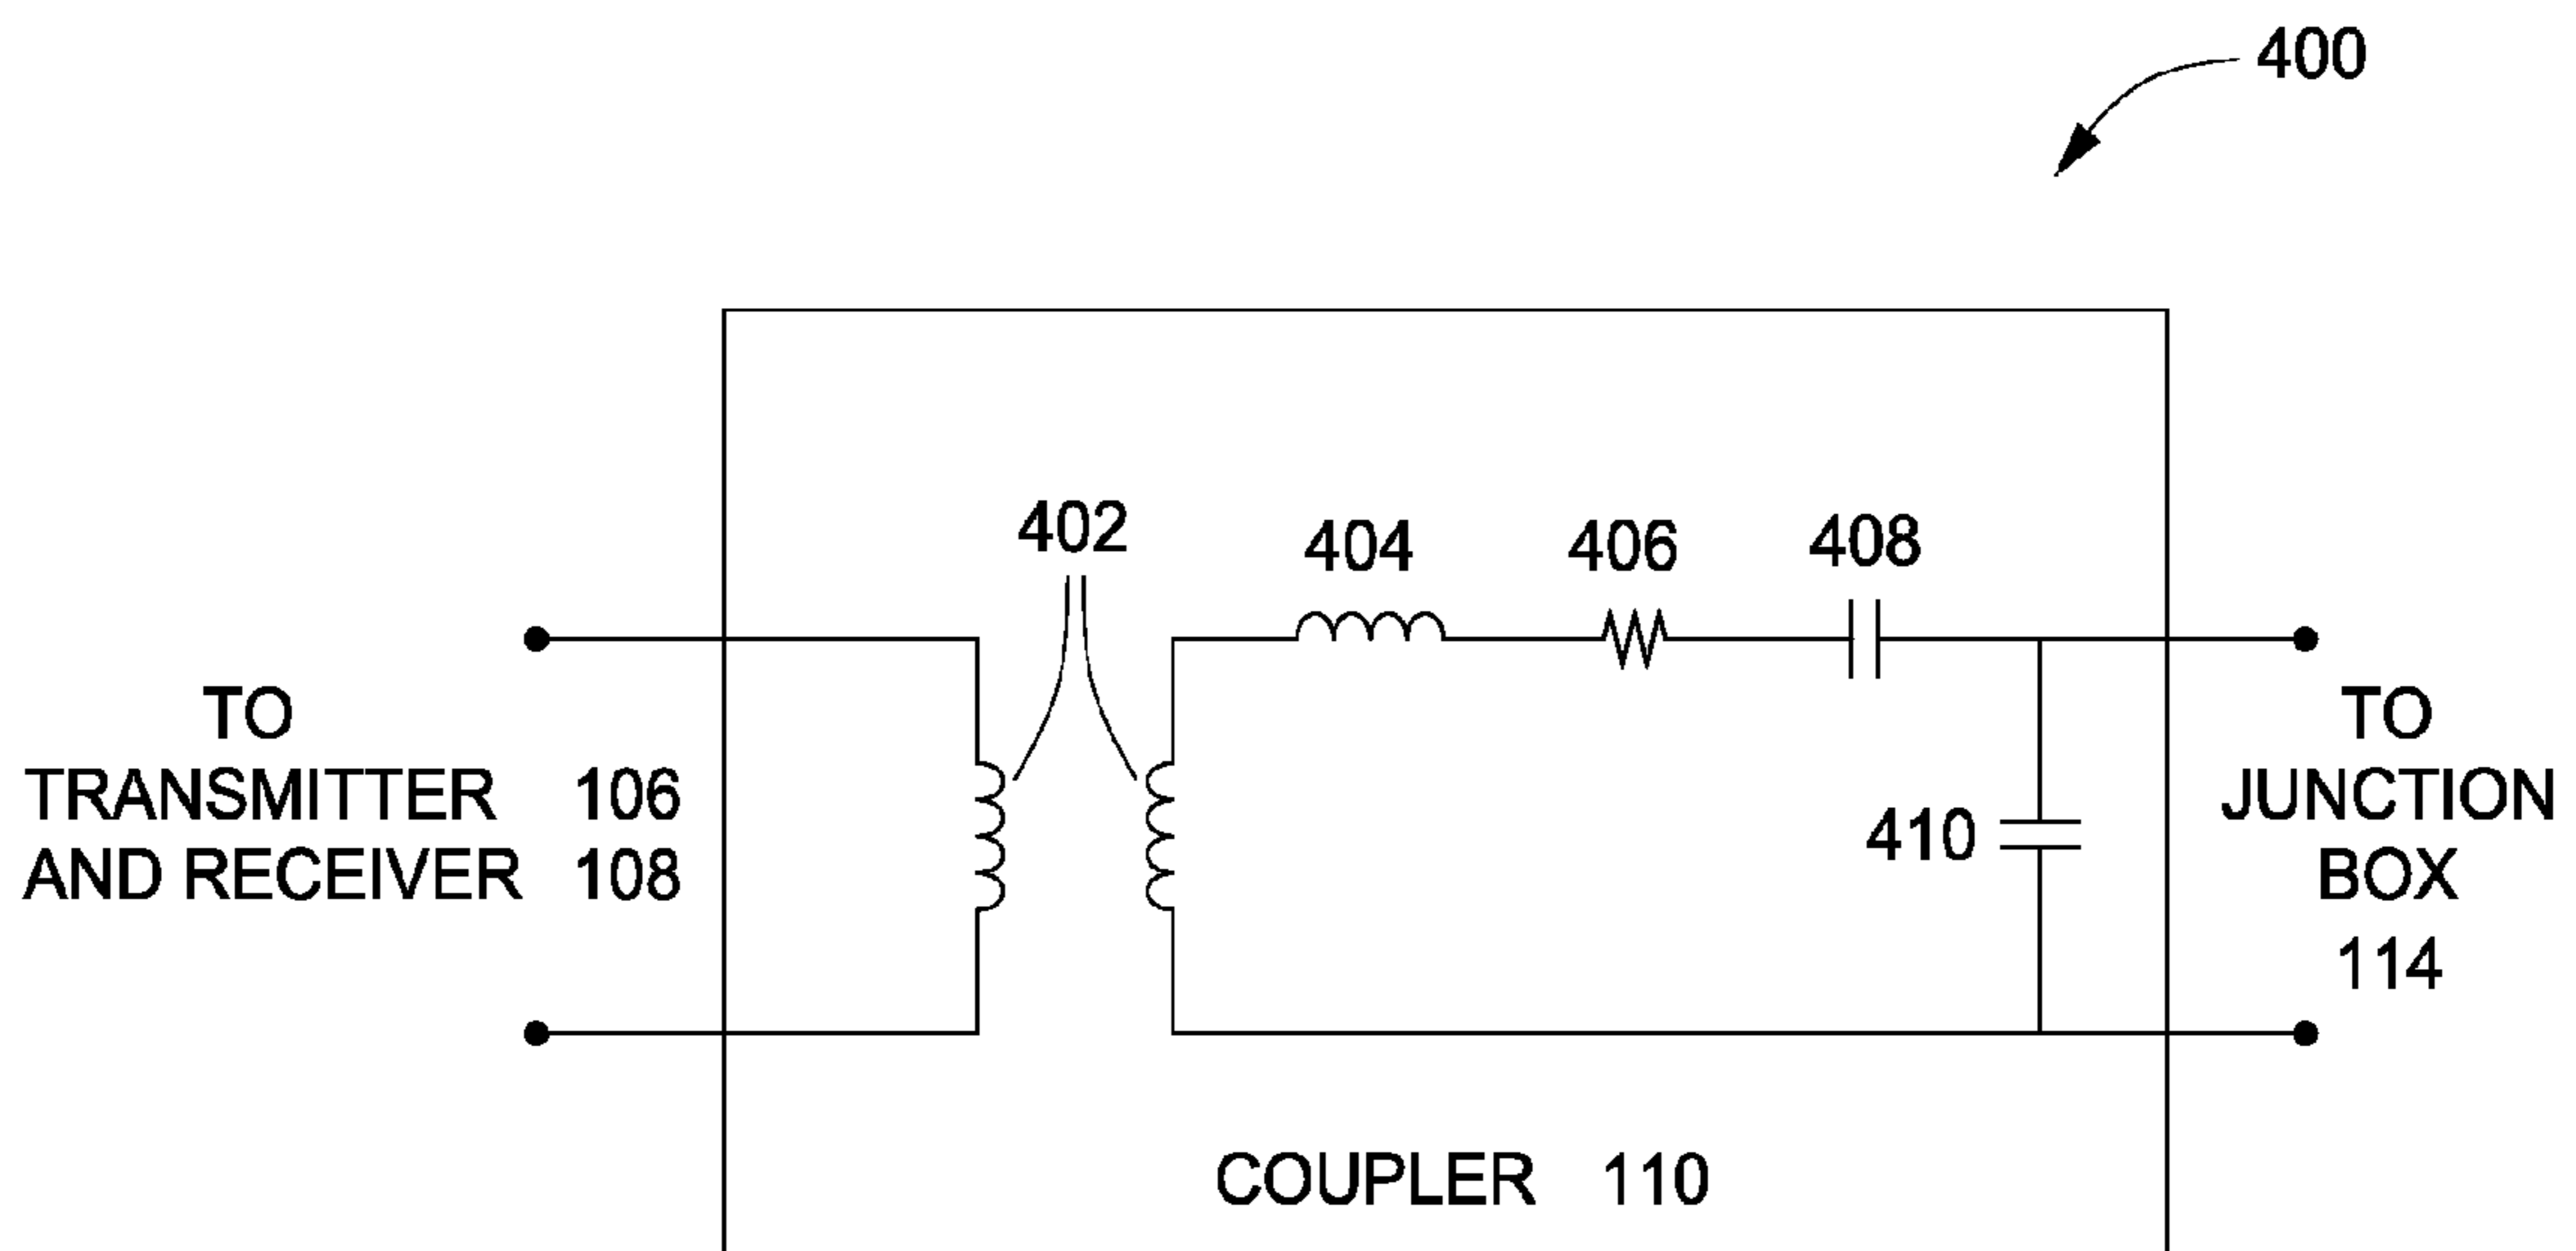 400
402
404
406
408
TO
TRANSMITTER 106
AND RECEIVER 108
410
TO
JUNCTION
BOX
114
COUPLER 110